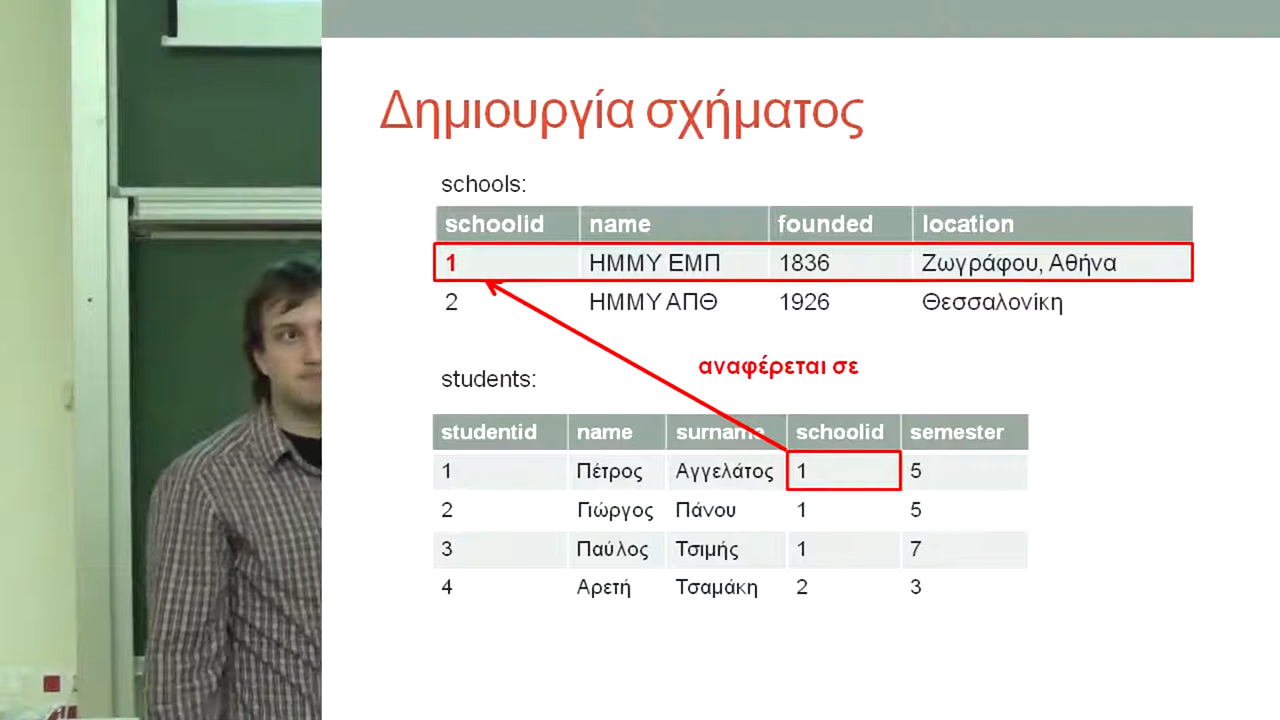 Δημιουργία σχήματος
schools:
schoolid name founded location
1 ΗΜΜΥ ΕΜΠ 1836 Ζωγράφου, Αθήνα
2 ΗΜΜΥ ΑΠΘ 1926 Θεσσαλονίκη
αναφέρεται σε
students:
studentid name surname schoolid semester
1 Πέτρος Αγγελάτος 1 5
2 Γιώργος Πάνου 1 5
3 Παύλος Τσιμής 1 7
4 Αρετή Τσαμάκη 2 3